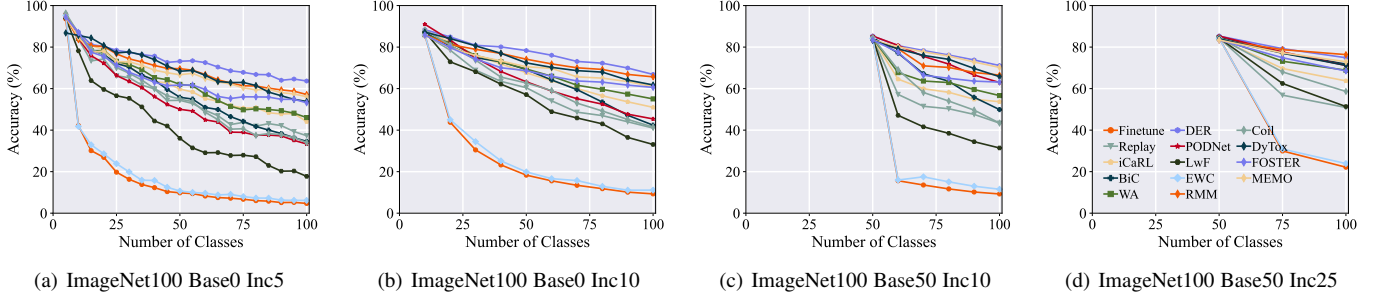 Accuracy (%)
100
80
60
40
20
0
0 25 50 75 100
Number of Classes
(a) ImageNet100 Base0 Inc5
Accuracy (%)
100
80
60
40
20
0
0 25 50 75 100
Number of Classes
(b) ImageNet100 Base0 Inc10
Accuracy (%)
100
80
60
40
20
0
0 25 50 75 100
Number of Classes
(c) ImageNet100 Base50 Inc10
Accuracy (%)
100
80
60
40
20
0
Finetune DER Coil
Replay PODNet DyTox
iCaRL LwF FOSTER
BiC EWC MEMO
WA RMM
0 25 50 75 100
Number of Classes
(d) ImageNet100 Base50 Inc25